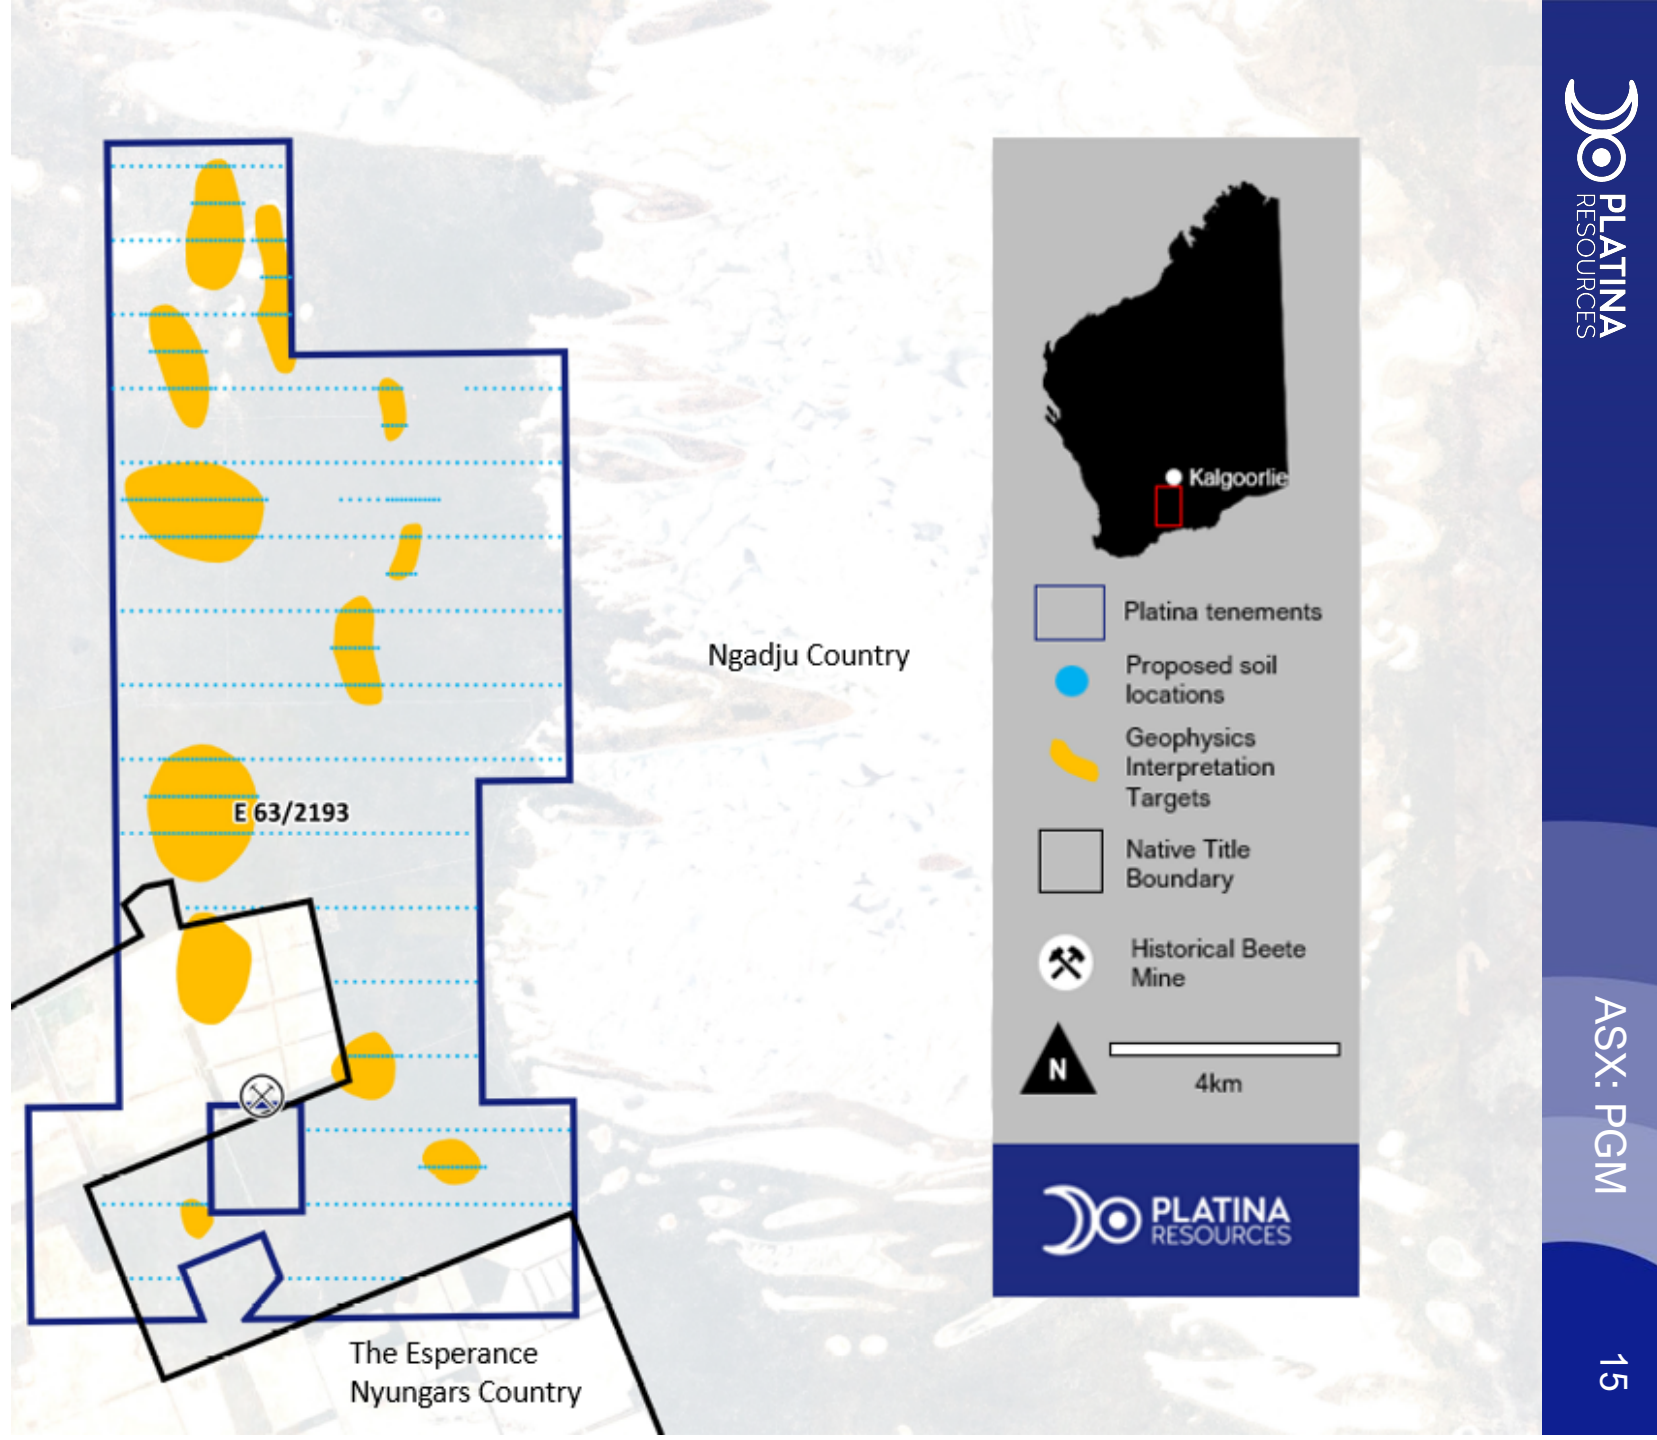 Ngadju Country
E 63/2193
The Esperance
Nyungars Country
Kalgoorlie
Platina tenements
Proposed soil
locations
Geophysics
Interpretation
Targets
Native Title
Boundary
Historical Beete
Mine
N
4km
PLATINA
RESOURCES
PLATINA
RESOURCES
ASX: PGM
15